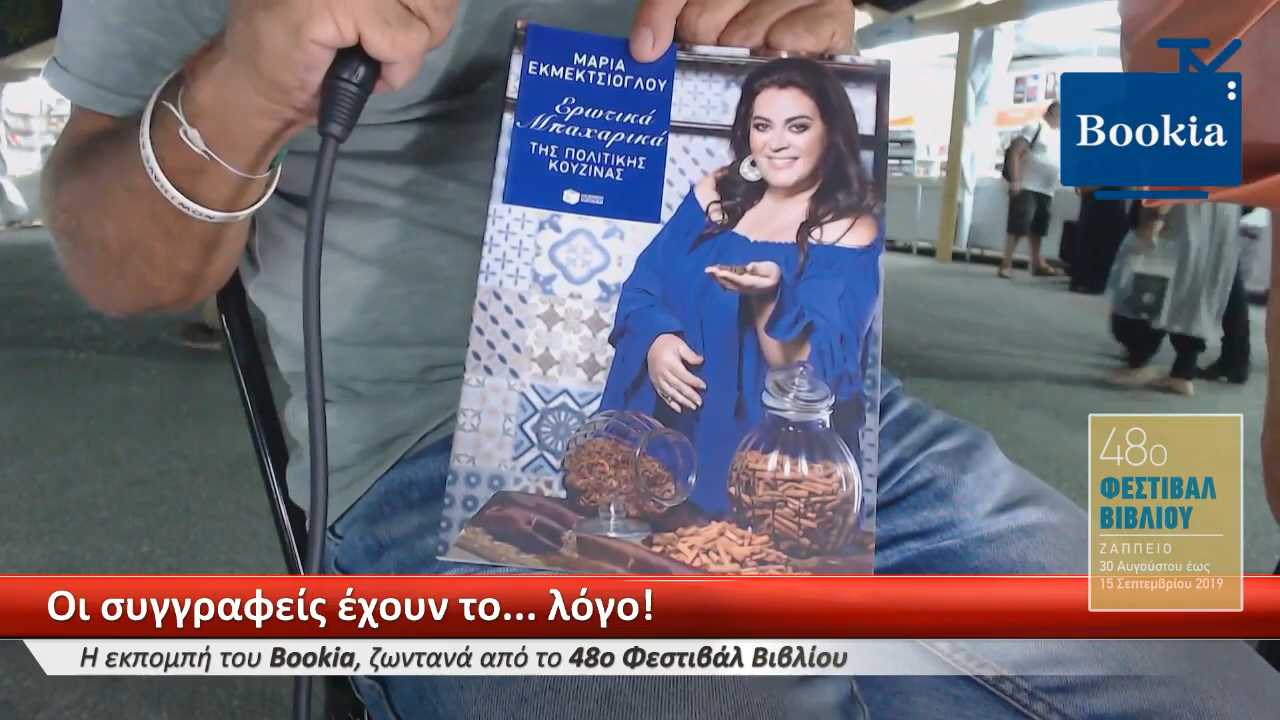 ΜΑΡΙΑ
ΕΚΜΕΚΤΣΙΟΓΛΟΥ
Ερωτικά
Μπαχαρικά
ΤΗΣ ΠΟΛΙΤΙΚΗΣ
ΚΟΥΖΙΝΑΣ
Bookia
48ο
ΦΕΣΤΙΒΑΛ
ΒΙΒΛΙΟΥ
ΖΑΠΠΕΙΟ
30 Αυγούστου έως
15 Σεπτεμβρίου 2019
Οι συγγραφείς έχουν το... λόγο!
Η εκπομπή του Bookia, ζωντανά από το 48ο Φεστιβάλ Βιβλίου